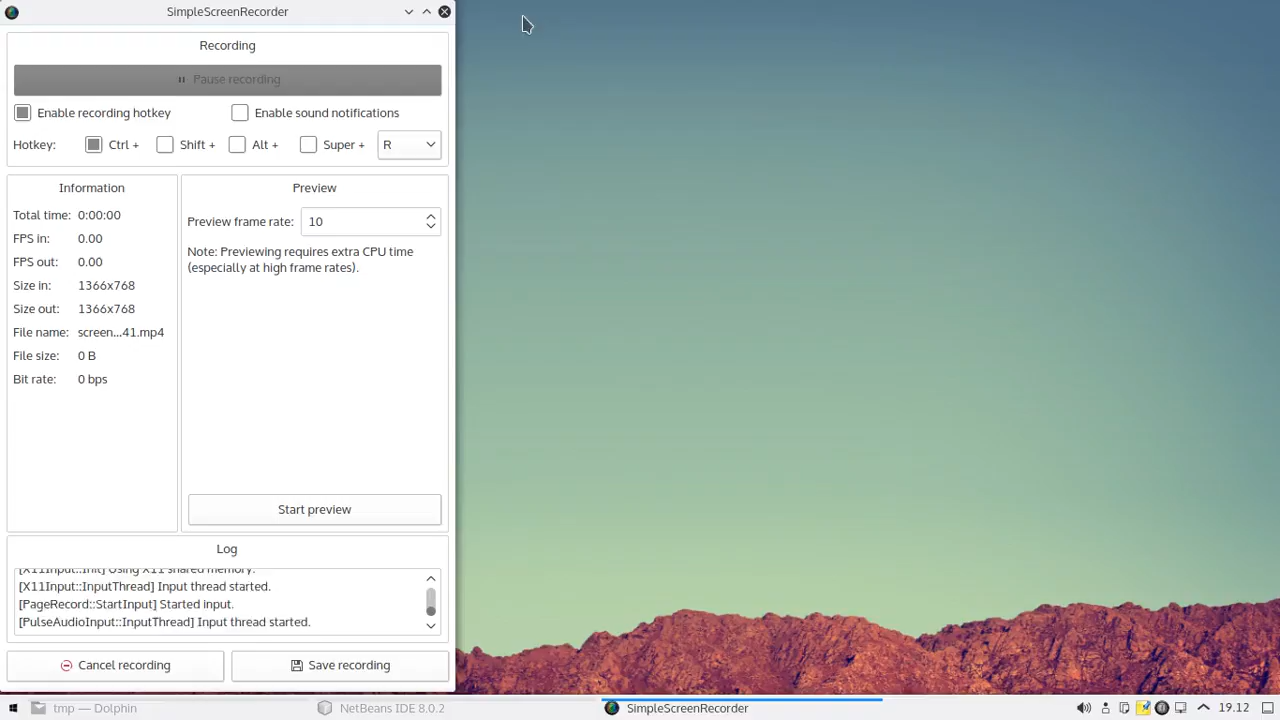 SimpleScreenRecorder
Recording
Pause recording
Enable recording hotkey
Enable sound notifications
Hotkey: Ctrl + Shift + Alt + Super + R
Information
Total time: 0:00:00
FPS in: 0.00
FPS out: 0.00
Size in: 1366x768
Size out: 1366x768
File name: screen...41.mp4
File size: 0 B
Bit rate: 0 bps
Preview
Preview frame rate: 10
Note: Previewing requires extra CPU time
(especially at high frame rates).
Start preview
Log
[X11Input::Init] Using X11 shared memory.
[X11Input::InputThread] Input thread started.
[PageRecord::StartInput] Started input.
[PulseAudioInput::InputThread] Input thread started.
Cancel recording
Save recording
tmp — Dolphin
NetBeans IDE 8.0.2
SimpleScreenRecorder
19.12